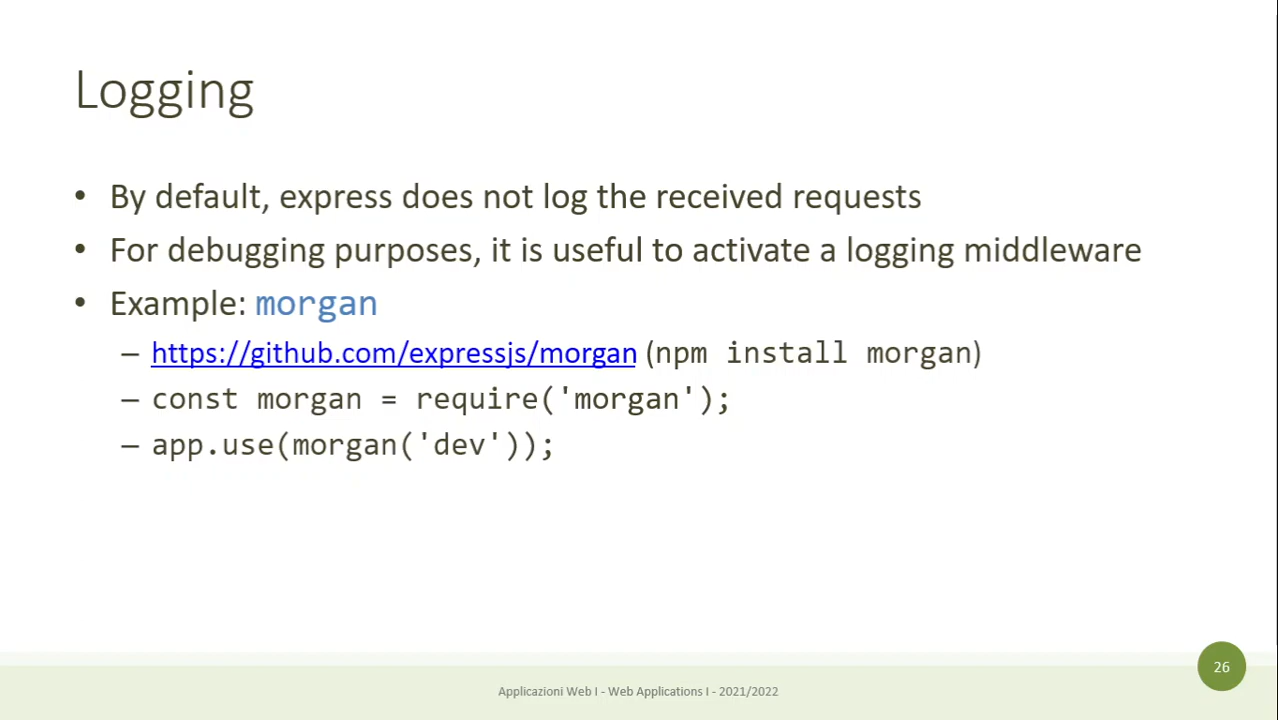 Logging
• By default, express does not log the received requests
• For debugging purposes, it is useful to activate a logging middleware
• Example: morgan
– https://github.com/expressjs/morgan (npm install morgan)
– const morgan = require('morgan');
– app.use(morgan('dev'));
26
Applicazioni Web I - Web Applications I - 2021/2022